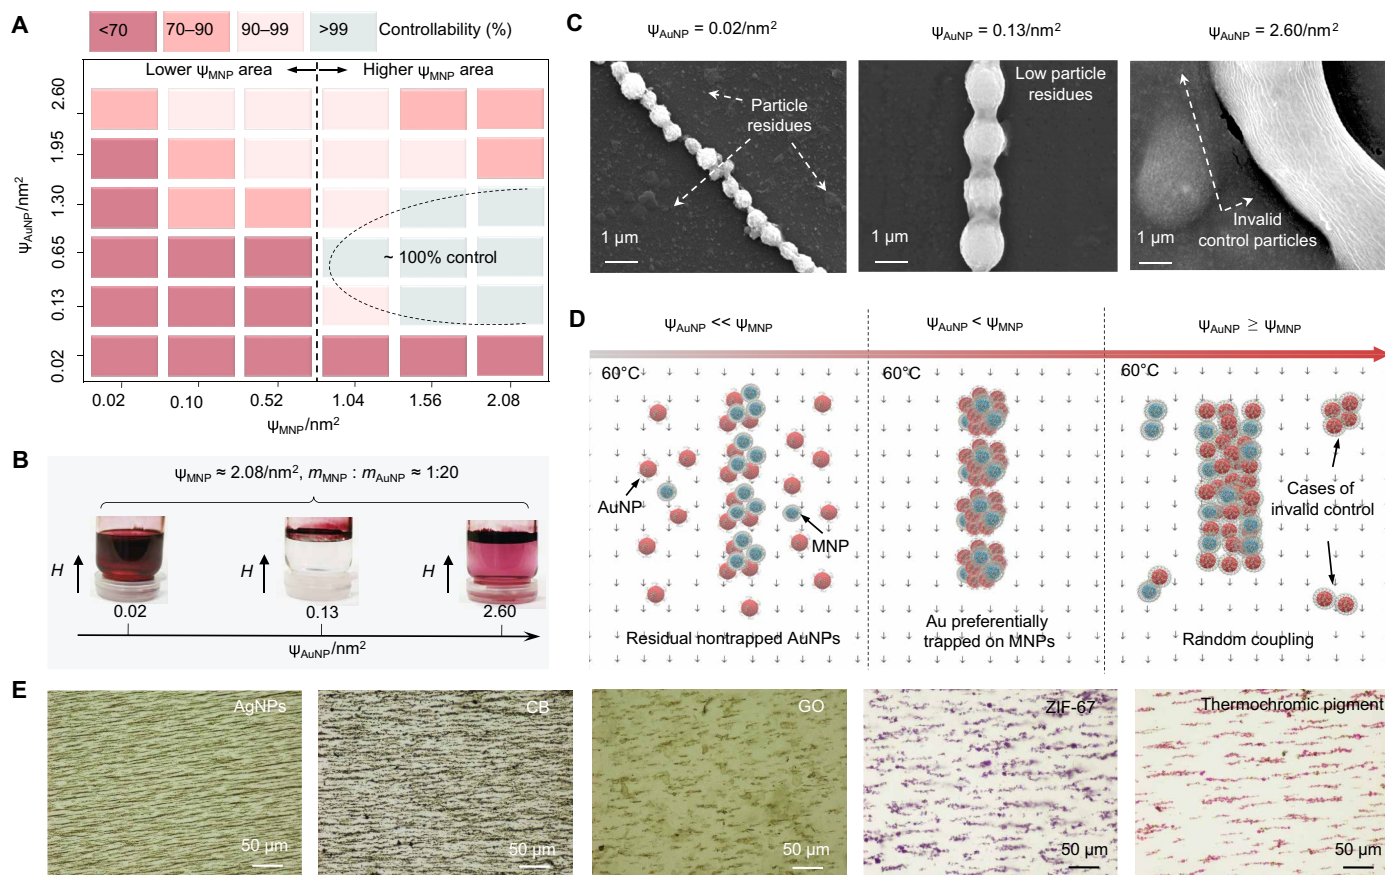 A
<70
70–90
90–99
>99
Controllability (%)
Lower ψMNP area
Higher ψMNP area
2.60
1.95
1.30
0.65
0.13
0.02
ψAuNP/nm²
~ 100% control
0.02
0.10
0.52
1.04
1.56
2.08
ψMNP/nm²
B
ψMNP ≈ 2.08/nm², mMNP : mAuNP ≈ 1:20
H
H
H
0.02
0.13
2.60
ψAuNP/nm²
C
ψAuNP = 0.02/nm²
ψAuNP = 0.13/nm²
ψAuNP = 2.60/nm²
Particle
residues
1 µm
Low particle
residues
1 µm
Invalid
control particles
1 µm
D
ψAuNP << ψMNP
ψAuNP < ψMNP
ψAuNP ≥ ψMNP
60°C
60°C
60°C
AuNP
MNP
Cases of
invalid control
Residual nontrapped AuNPs
Au preferentially
trapped on MNPs
Random coupling
E
AgNPs
50 µm
CB
50 µm
GO
50 µm
ZIF-67
50 µm
Thermochromic pigment
50 µm